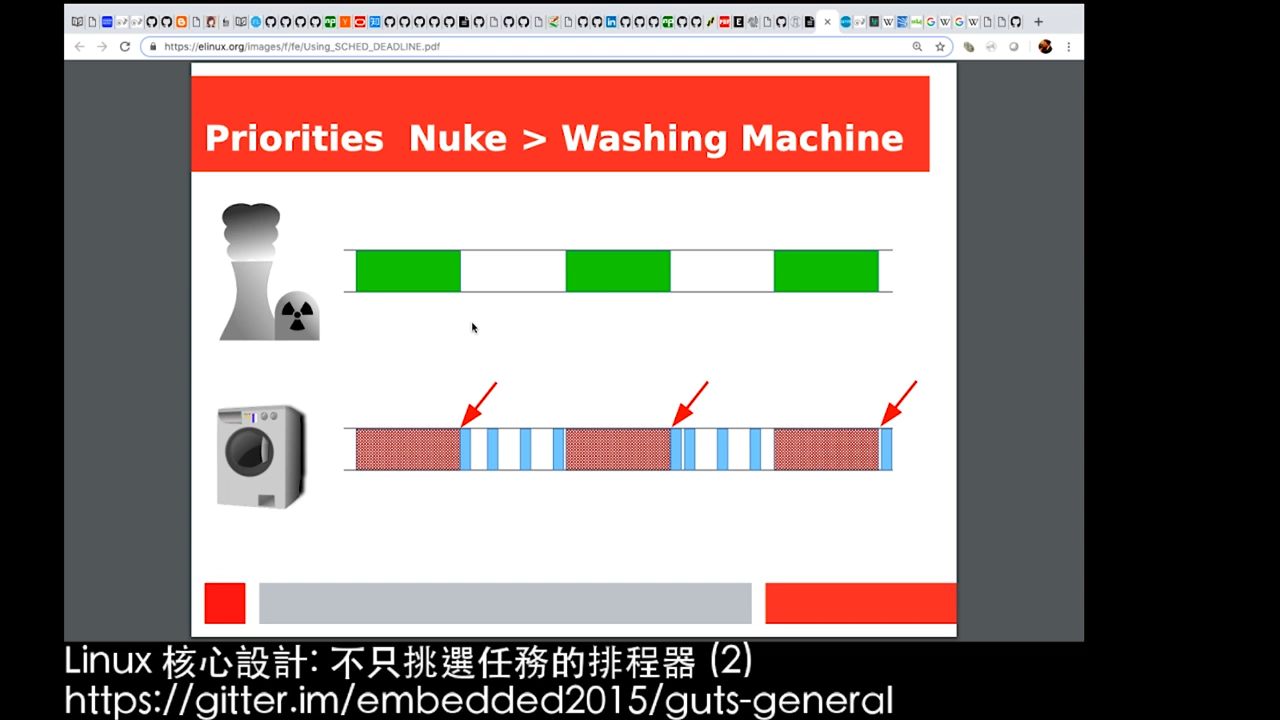 https://elinux.org/images/f/fe/Using_SCHED_DEADLINE.pdf
Priorities Nuke > Washing Machine
Linux 核心設計: 不只挑選任務的排程器 (2)
https://gitter.im/embedded2015/guts-general